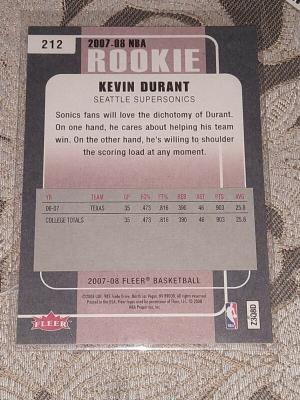 212
2007-08 NBA
ROOKIE
KEVIN DURANT
SEATTLE SUPERSONICS
Sonics fans will love the dichotomy of Durant.
On one hand, he cares about helping his team
win. On the other hand, he's willing to shoulder
the scoring load at any moment.
YR TEAM GP FG% FT% REB AST PTS AVG
06-07 TEXAS 35 .473 .816 390 46 903 25.8
COLLEGE TOTALS 35 .473 .816 390 46 903 25.8
2007-08 FLEER® BASKETBALL
FLEER
NBA
Z30BD